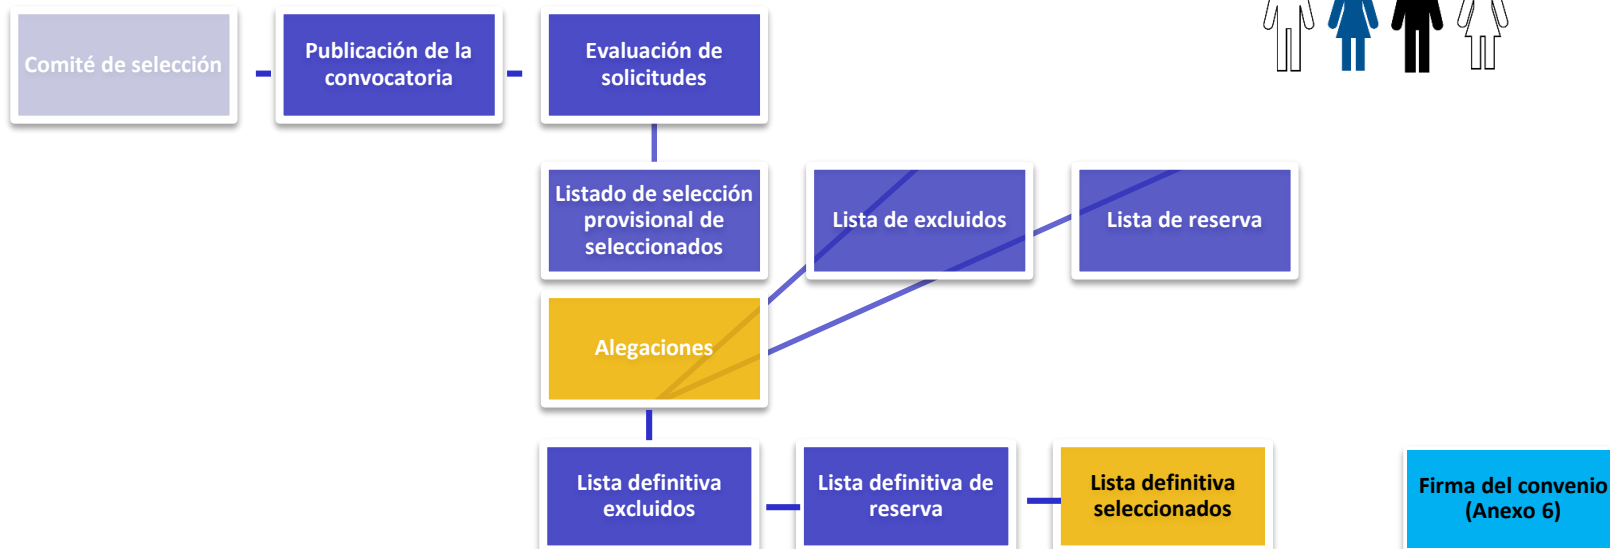 Comité de selección
Publicación de la
convocatoria
Evaluación de
solicitudes
Listado de selección
provisional de
seleccionados
Lista de excluidos
Lista de reserva
Alegaciones
Lista definitiva
excluidos
Lista definitiva de
reserva
Lista definitiva
seleccionados
Firma del convenio
(Anexo 6)